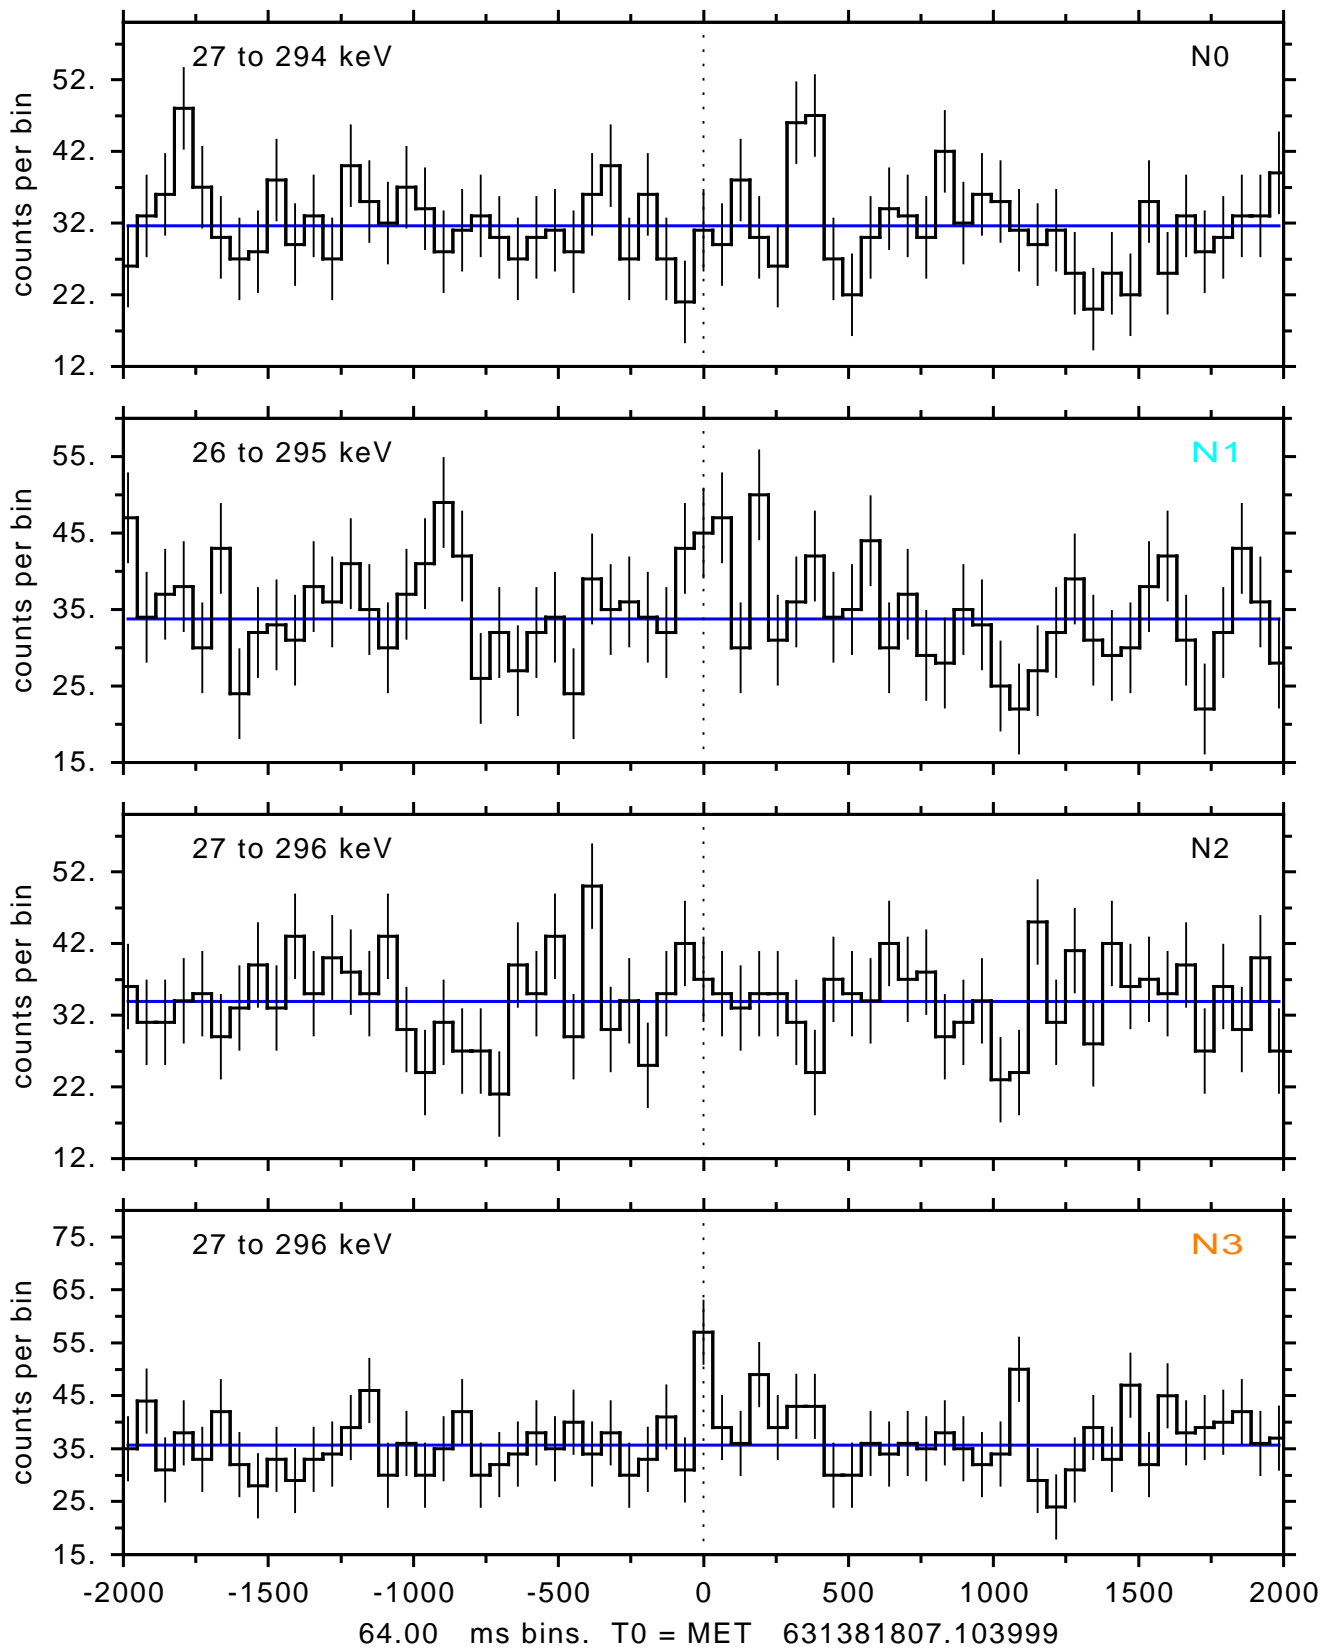 27 to 294 keV
N0
counts per bin
52.
42.
32.
22.
12.
26 to 295 keV
N1
counts per bin
55.
45.
35.
25.
15.
27 to 296 keV
N2
counts per bin
52.
42.
32.
22.
12.
27 to 296 keV
N3
counts per bin
75.
65.
55.
45.
35.
25.
15.
-2000 -1500 -1000 -500 0 500 1000 1500 2000
64.00 ms bins. T0 = MET 631381807.103999